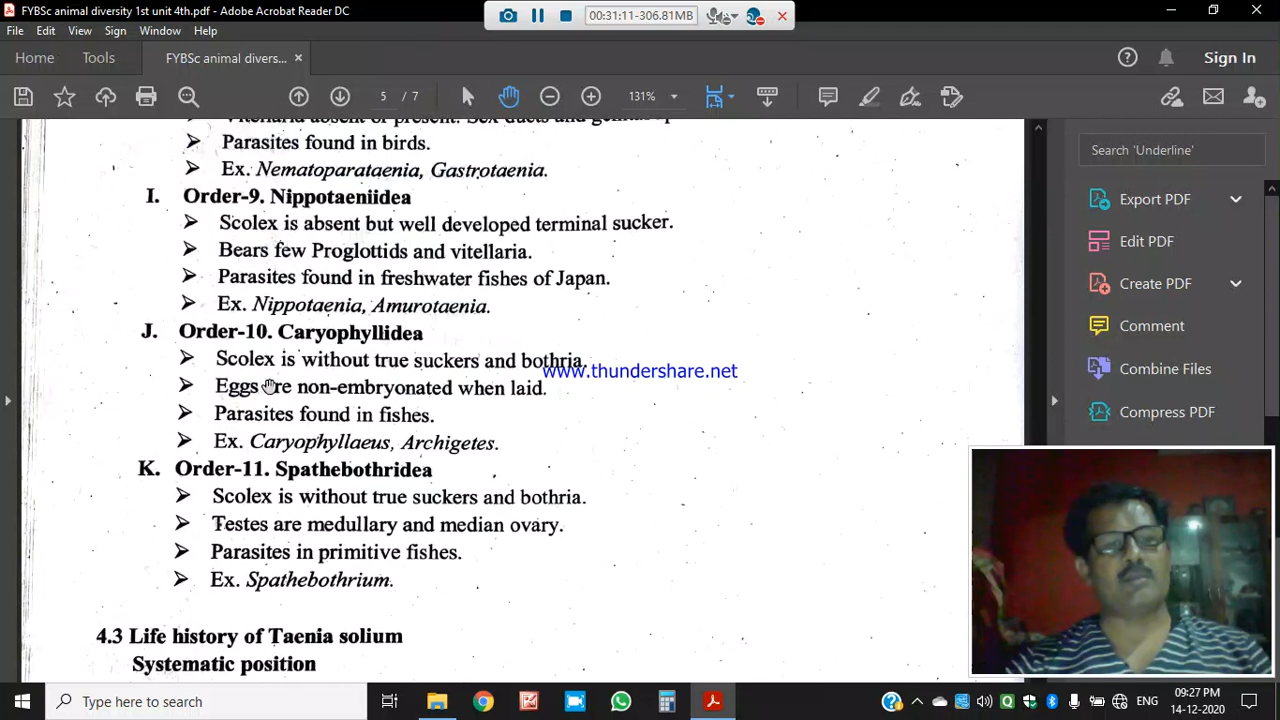 FYBSc animal diversity 1st unit 4th.pdf - Adobe Acrobat Reader DC
00:31:11-306.81MB
File Edit View Sign Window Help
Home Tools FYBSc animal divers... × Sign In
5 / 7 131%
Vitellaria absent or present. Sex ducts and
Parasites found in birds.
Ex. Nematoparataenia, Gastrotaenia.
I. Order-9. Nippotaeniidea
Scolex is absent but well developed terminal sucker.
Bears few Proglottids and vitellaria.
Parasites found in freshwater fishes of Japan.
Ex. Nippotaenia, Amurotaenia.
J. Order-10. Caryophyllidea
Scolex is without true suckers and bothria.
www.thundershare.net
Eggs are non-embryonated when laid.
Parasites found in fishes.
Ex. Caryophyllaeus, Archigetes.
K. Order-11. Spathebothridea
Scolex is without true suckers and bothria.
Testes are medullary and median ovary.
Parasites in primitive fishes.
Ex. Spathebothrium.
4.3 Life history of Taenia solium
Systematic position
Search 'Underline'
Export PDF
Edit PDF
Create PDF
Comment
Combine Files
Compress PDF
Type here to search
ENG
09:27 PM
14-12-2020